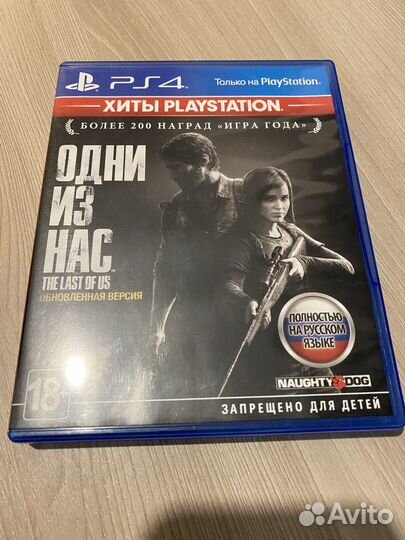 PS4
Только на PlayStation.
ХИТЫ PLAYSTATION.
БОЛЕЕ 200 НАГРАД «ИГРА ГОДА»
ОДНИ
ИЗ
НАС
THE LAST OF US
ОБНОВЛЕННАЯ ВЕРСИЯ
ПОЛНОСТЬЮ
НА РУССКОМ
ЯЗЫКЕ
18
NAUGHTY DOG
ЗАПРЕЩЕНО ДЛЯ ДЕТЕЙ
Avito